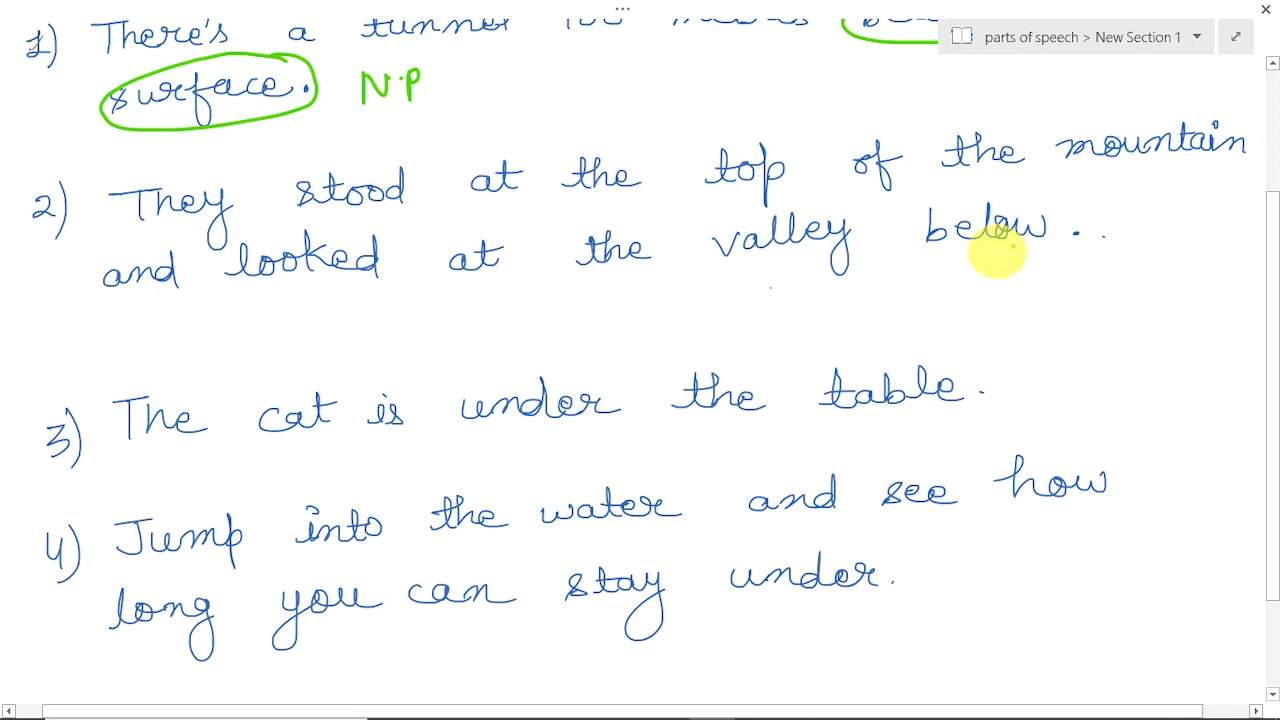 parts of speech > New Section 1
1) There's a tunnel
surface. N.P
2) They stood at the top of the mountain
and looked at the valley below . .
3) The cat is under the table.
4) Jump into the water and see how
long you can stay under.